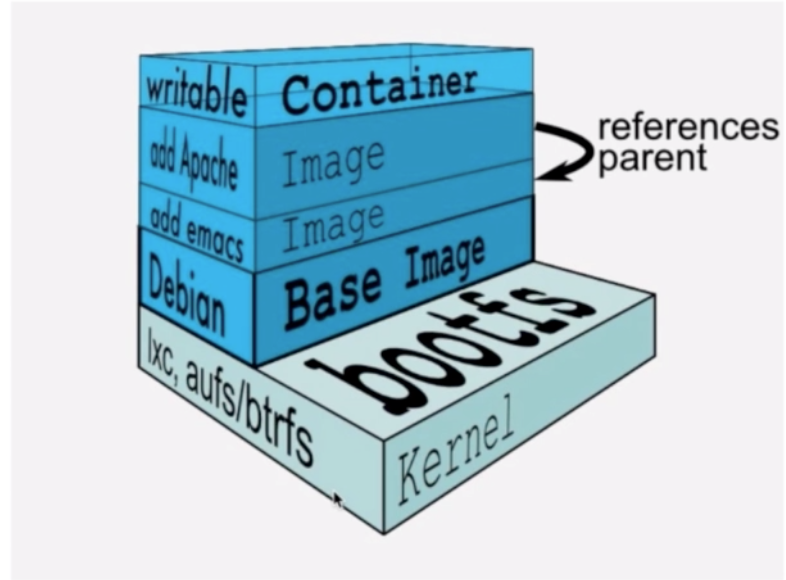 writable Container
add Apache Image
references
parent
add emacs Image
Debian Base Image
bootfs
lxc, aufs/btrfs
Kernel